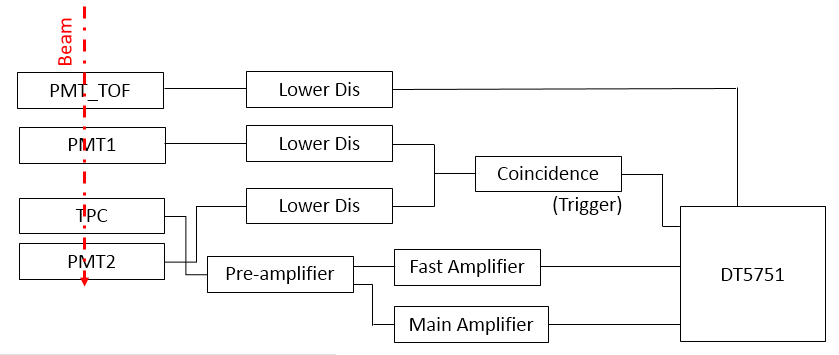 Beam
PMT_TOF
Lower Dis
PMT1
Lower Dis
Coincidence
(Trigger)
TPC
Lower Dis
PMT2
Pre-amplifier
Fast Amplifier
DT5751
Main Amplifier